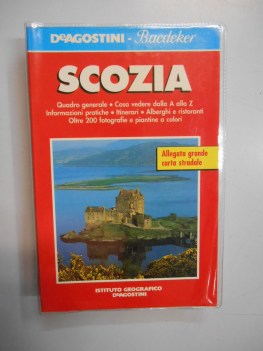 DeAGOSTINI - Baedeker
SCOZIA
Quadro generale • Cosa vedere dalla A alla Z
Informazioni pratiche • Itinerari • Alberghi e ristoranti
Oltre 200 fotografie e piantine a colori
Allegata grande
carta stradale
ISTITUTO GEOGRAFICO
DeAGOSTINI